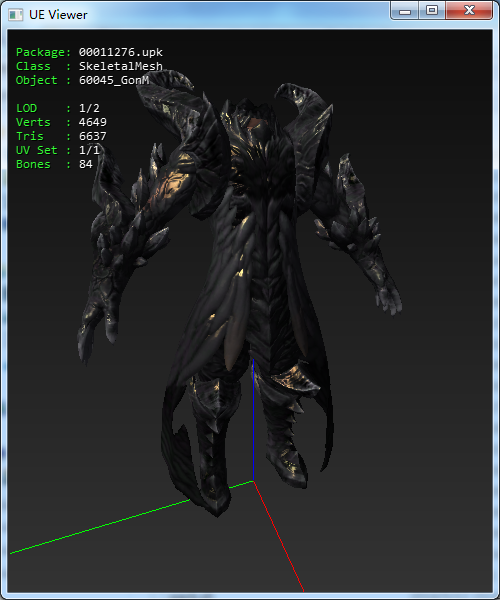 UE Viewer
Package: 00011276.upk
Class : SkeletalMesh
Object : 60045_GonM
LOD : 1/2
Verts : 4649
Tris : 6637
UV Set : 1/1
Bones : 84